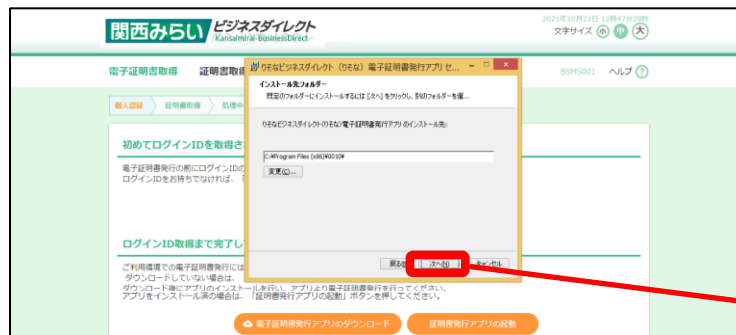 2021年10月21日 12時47分29秒
関西みらい ビジネスダイレクト
Kansaimirai BusinessDirect
文字サイズ 小 中 大
電子証明書取得 証明書取得
BSMS001 ヘルプ ?
りそなビジネスダイレクト（りそな）電子証明書発行アプリ セ...
インストール先フォルダー
既定のフォルダーにインストールするには [次へ] をクリックし、別のフォルダーを選...
個人認証 証明書取得 処理中
りそなビジネスダイレクト(りそな)電子証明書発行アプリ のインストール先:
初めてログインIDを取得さ
C:¥Program Files (x86)¥0010¥
電子証明書発行の前にログインIDの
変更(C)...
ログインIDをお持ちでなければ、「
ログインID取得まで完了し
戻る 次へ(N) キャンセル
ご利用環境での電子証明書発行には
ダウンロードしていない場合は、
ダウンロード後にアプリのインストールを行い、アプリより電子証明書発行を行ってください。
アプリをインストール済の場合は、「証明書発行アプリの起動」ボタンを押してください。
電子証明書発行アプリのダウンロード 証明書発行アプリの起動